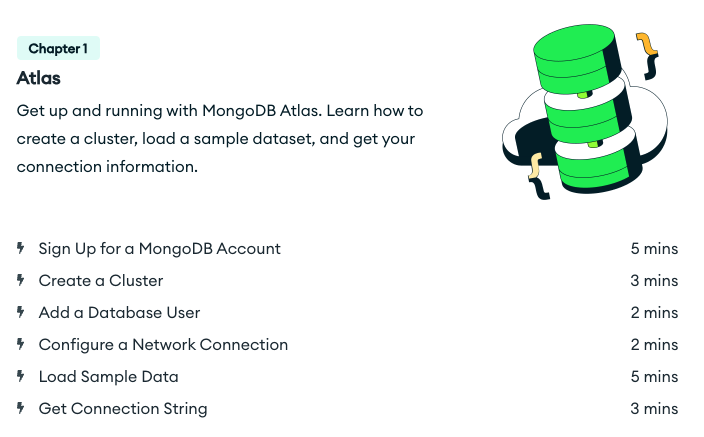 Chapter 1
Atlas
Get up and running with MongoDB Atlas. Learn how to
create a cluster, load a sample dataset, and get your
connection information.
Sign Up for a MongoDB Account 5 mins
Create a Cluster 3 mins
Add a Database User 2 mins
Configure a Network Connection 2 mins
Load Sample Data 5 mins
Get Connection String 3 mins